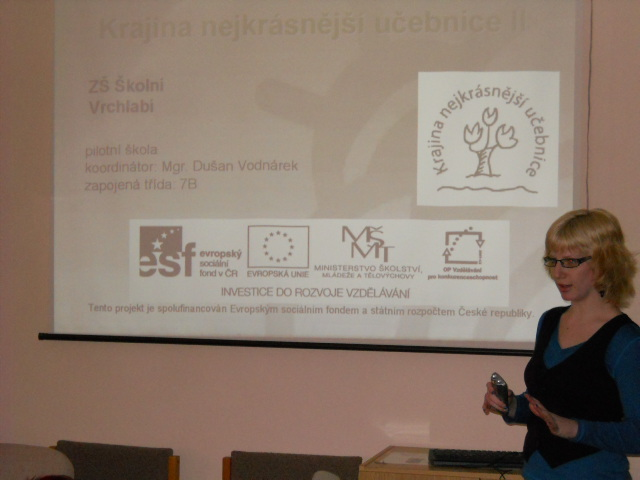 Krajina nejkrásnější učebnice II.
ZŠ Školní
Vrchlabí
Krajina nejkrásnější učebnice
pilotní škola
koordinátor: Mgr. Dušan Vodnárek
zapojená třída: 7B
esf
evropský
sociální
fond v ČR
EVROPSKÁ UNIE
MŠMT
MINISTERSTVO ŠKOLSTVÍ,
MLÁDEŽE A TĚLOVÝCHOVY
OP Vzdělávání
pro konkurenceschopnost
INVESTICE DO ROZVOJE VZDĚLÁVÁNÍ
Tento projekt je spolufinancován Evropským sociálním fondem a státním rozpočtem České republiky.